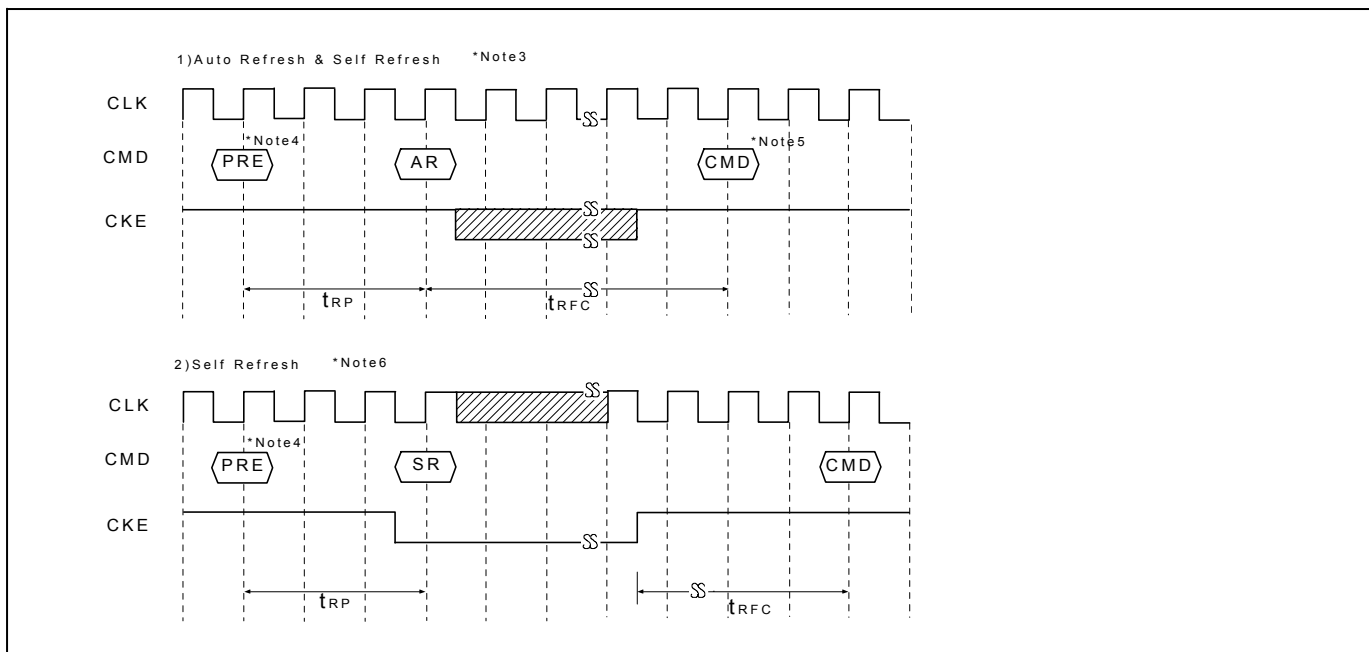 1)Auto Refresh & Self Refresh *Note3
CLK
CMD PRE *Note4 AR CMD *Note5
CKE
tRP tRFC
2)Self Refresh *Note6
CLK
CMD PRE *Note4 SR CMD
CKE
tRP tRFC